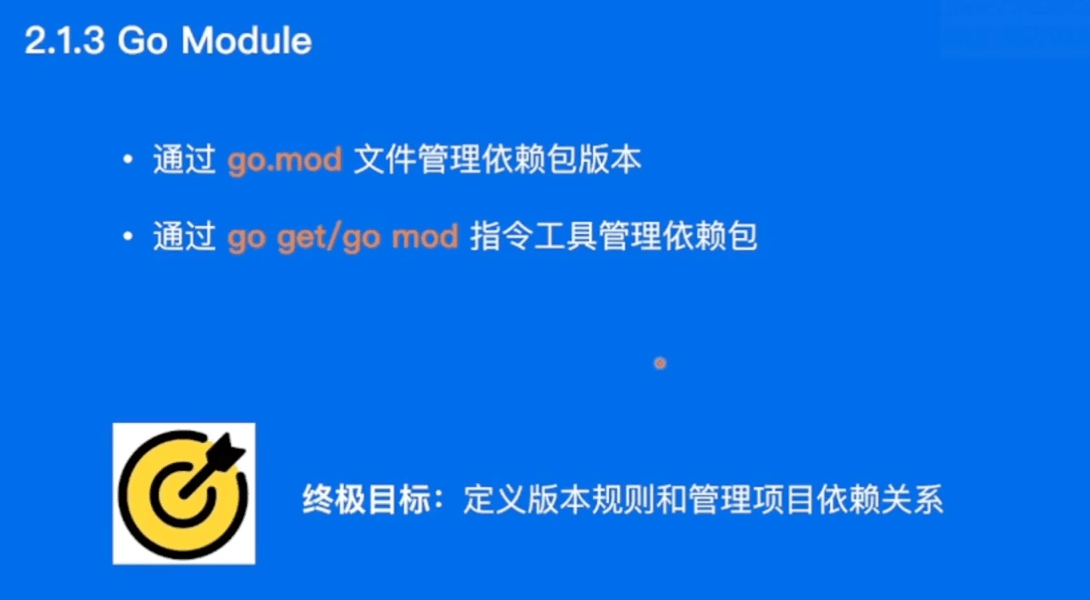 2.1.3 Go Module
• 通过 go.mod 文件管理依赖包版本
• 通过 go get/go mod 指令工具管理依赖包
终极目标：定义版本规则和管理项目依赖关系